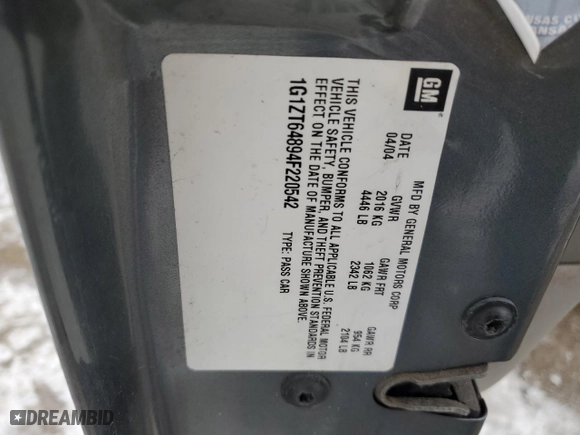 GM
MFD BY GENERAL MOTORS CORP
DATE GVWR GAWR FRT GAWR RR
04/04 2016 KG 1062 KG 954 KG
4446 LB 2342 LB 2104 LB
THIS VEHICLE CONFORMS TO ALL APPLICABLE U.S. FEDERAL MOTOR
VEHICLE SAFETY, BUMPER, AND THEFT PREVENTION STANDARDS IN
EFFECT ON THE DATE OF MANUFACTURE SHOWN ABOVE.
1G1ZT64894F220542 TYPE: PASS CAR
DREAMBID